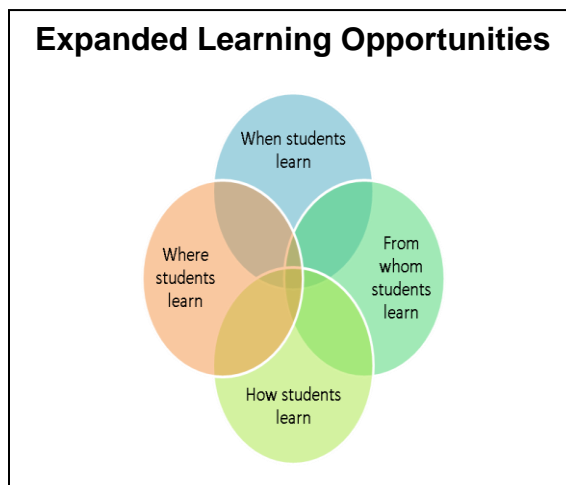 Expanded Learning Opportunities
When students
learn
Where
students
learn
From
whom
students
learn
How students
learn